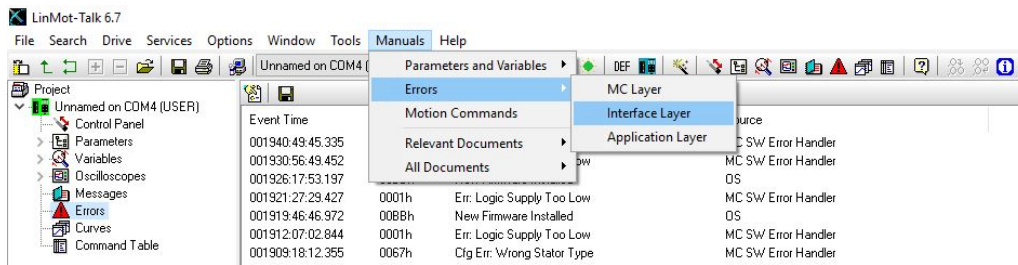 LinMot-Talk 6.7
File Search Drive Services Options Window Tools Manuals Help
Unnamed on COM4 ( DEF
Parameters and Variables
Errors
Motion Commands
Relevant Documents
All Documents
MC Layer
Interface Layer
Application Layer
Project
Unnamed on COM4 (USER)
Control Panel
Parameters
Variables
Oscilloscopes
Messages
Errors
Curves
Command Table
Event Time
001940:49:45.335 MC SW Error Handler
001930:56:49.452 MC SW Error Handler
001926:17:53.197 OS
001921:27:29.427 0001h Err: Logic Supply Too Low MC SW Error Handler
001919:46:46.972 00BBh New Firmware Installed OS
001912:07:02.844 0001h Err: Logic Supply Too Low MC SW Error Handler
001909:18:12.355 0067h Cfg Err: Wrong Stator Type MC SW Error Handler